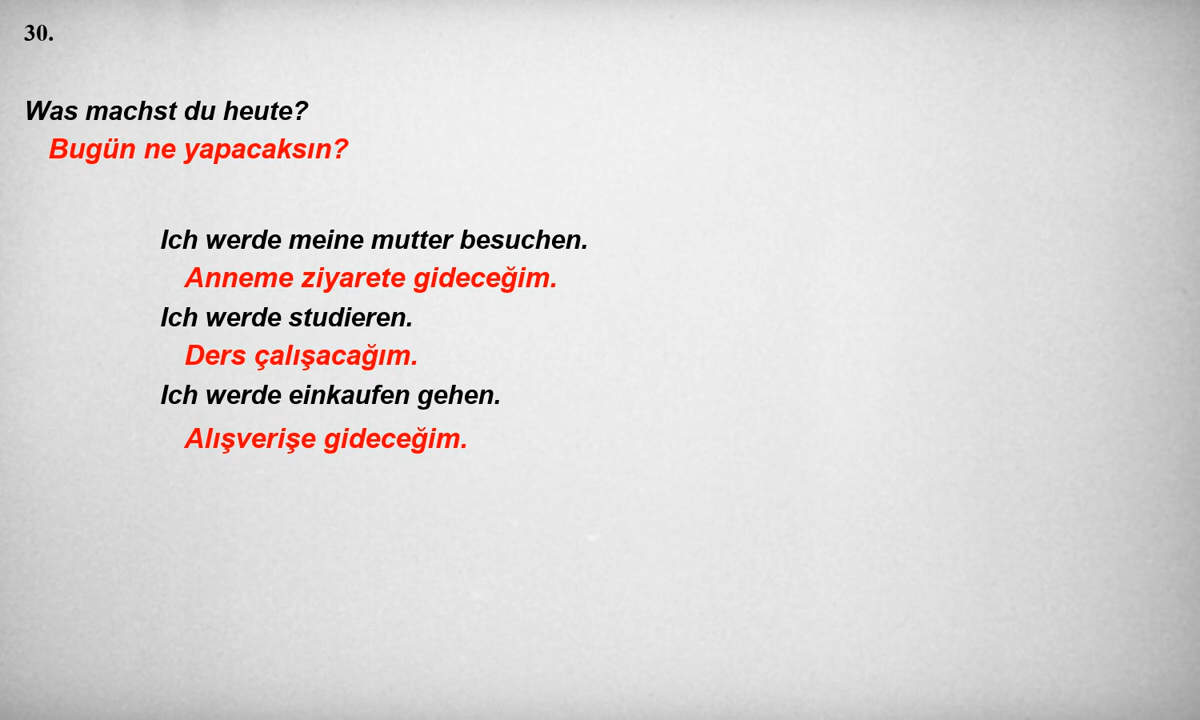 30.
Was machst du heute?
Bugün ne yapacaksın?
Ich werde meine mutter besuchen.
Anneme ziyarete gideceğim.
Ich werde studieren.
Ders çalışacağım.
Ich werde einkaufen gehen.
Alışverişe gideceğim.